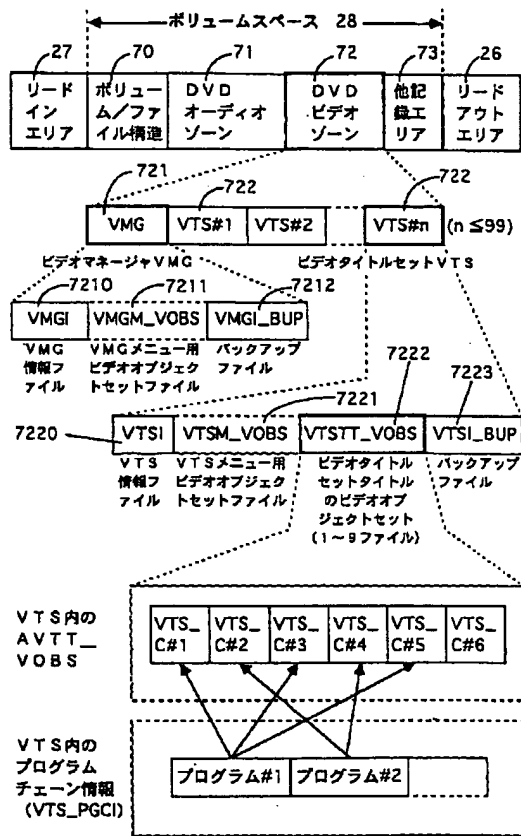 ボリュームスペース 28
27
70
71
72
73
26
リード
イン
エリア
ボリュー
ム/ファ
イル構造
DVD
オーディオ
ゾーン
DVD
ビデオ
ゾーン
他記
録エ
リア
リード
アウト
エリア
721
722
722
VMG
VTS#1
VTS#2
VTS#n
(n ≦99)
ビデオマネージャVMG
ビデオタイトルセットVTS
7210
7211
7212
VMGI
VMGM_VOBS
VMGI_BUP
VMG
情報フ
ァイル
VMGメニュー用
ビデオオブジェク
トセットファイル
バックアップ
ファイル
7220
7221
7222
7223
VTSI
VTSM_VOBS
VTSTT_VOBS
VTSI_BUP
VTS
情報フ
ァイル
VTSメニュー用
ビデオオブジェク
トセットファイル
ビデオタイトル
セットタイトル
のビデオオブ
ジェクトセット
(1〜9ファイル)
バックアップ
ファイル
VTS内の
AVTT_
VOBS
VTS_
C#1
VTS_
C#2
VTS_
C#3
VTS_
C#4
VTS_
C#5
VTS_
C#6
VTS内の
プログラム
チェーン情報
(VTS_PGCI)
プログラム#1
プログラム#2